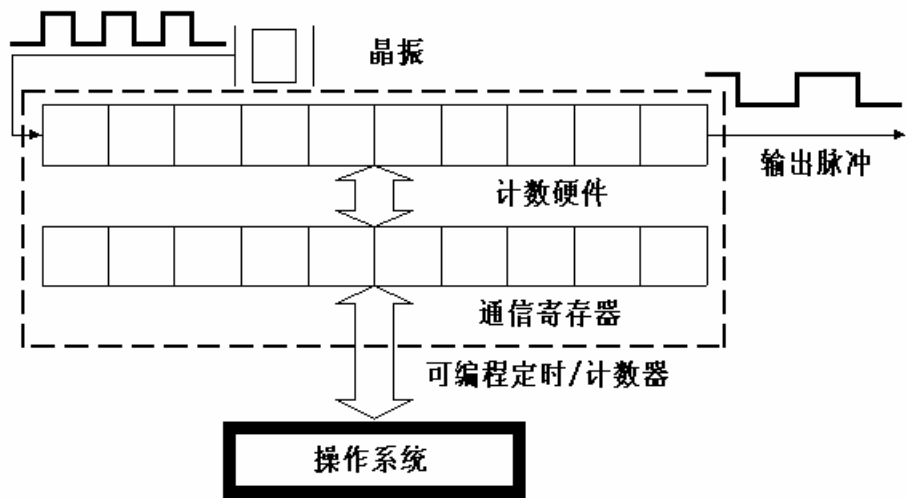 晶振
输出脉冲
计数硬件
通信寄存器
可编程定时/计数器
操作系统